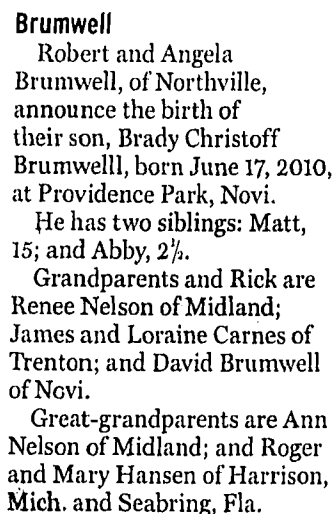 Brumwell
Robert and Angela
Brumwell, of Northville,
announce the birth of
their son, Brady Christoff
Brumwelll, born June 17, 2010,
at Providence Park, Novi.
He has two siblings: Matt,
15; and Abby, 2½.
Grandparents and Rick are
Renee Nelson of Midland;
James and Loraine Carnes of
Trenton; and David Brumwell
of Novi.
Great-grandparents are Ann
Nelson of Midland; and Roger
and Mary Hansen of Harrison,
Mich. and Seabring, Fla.